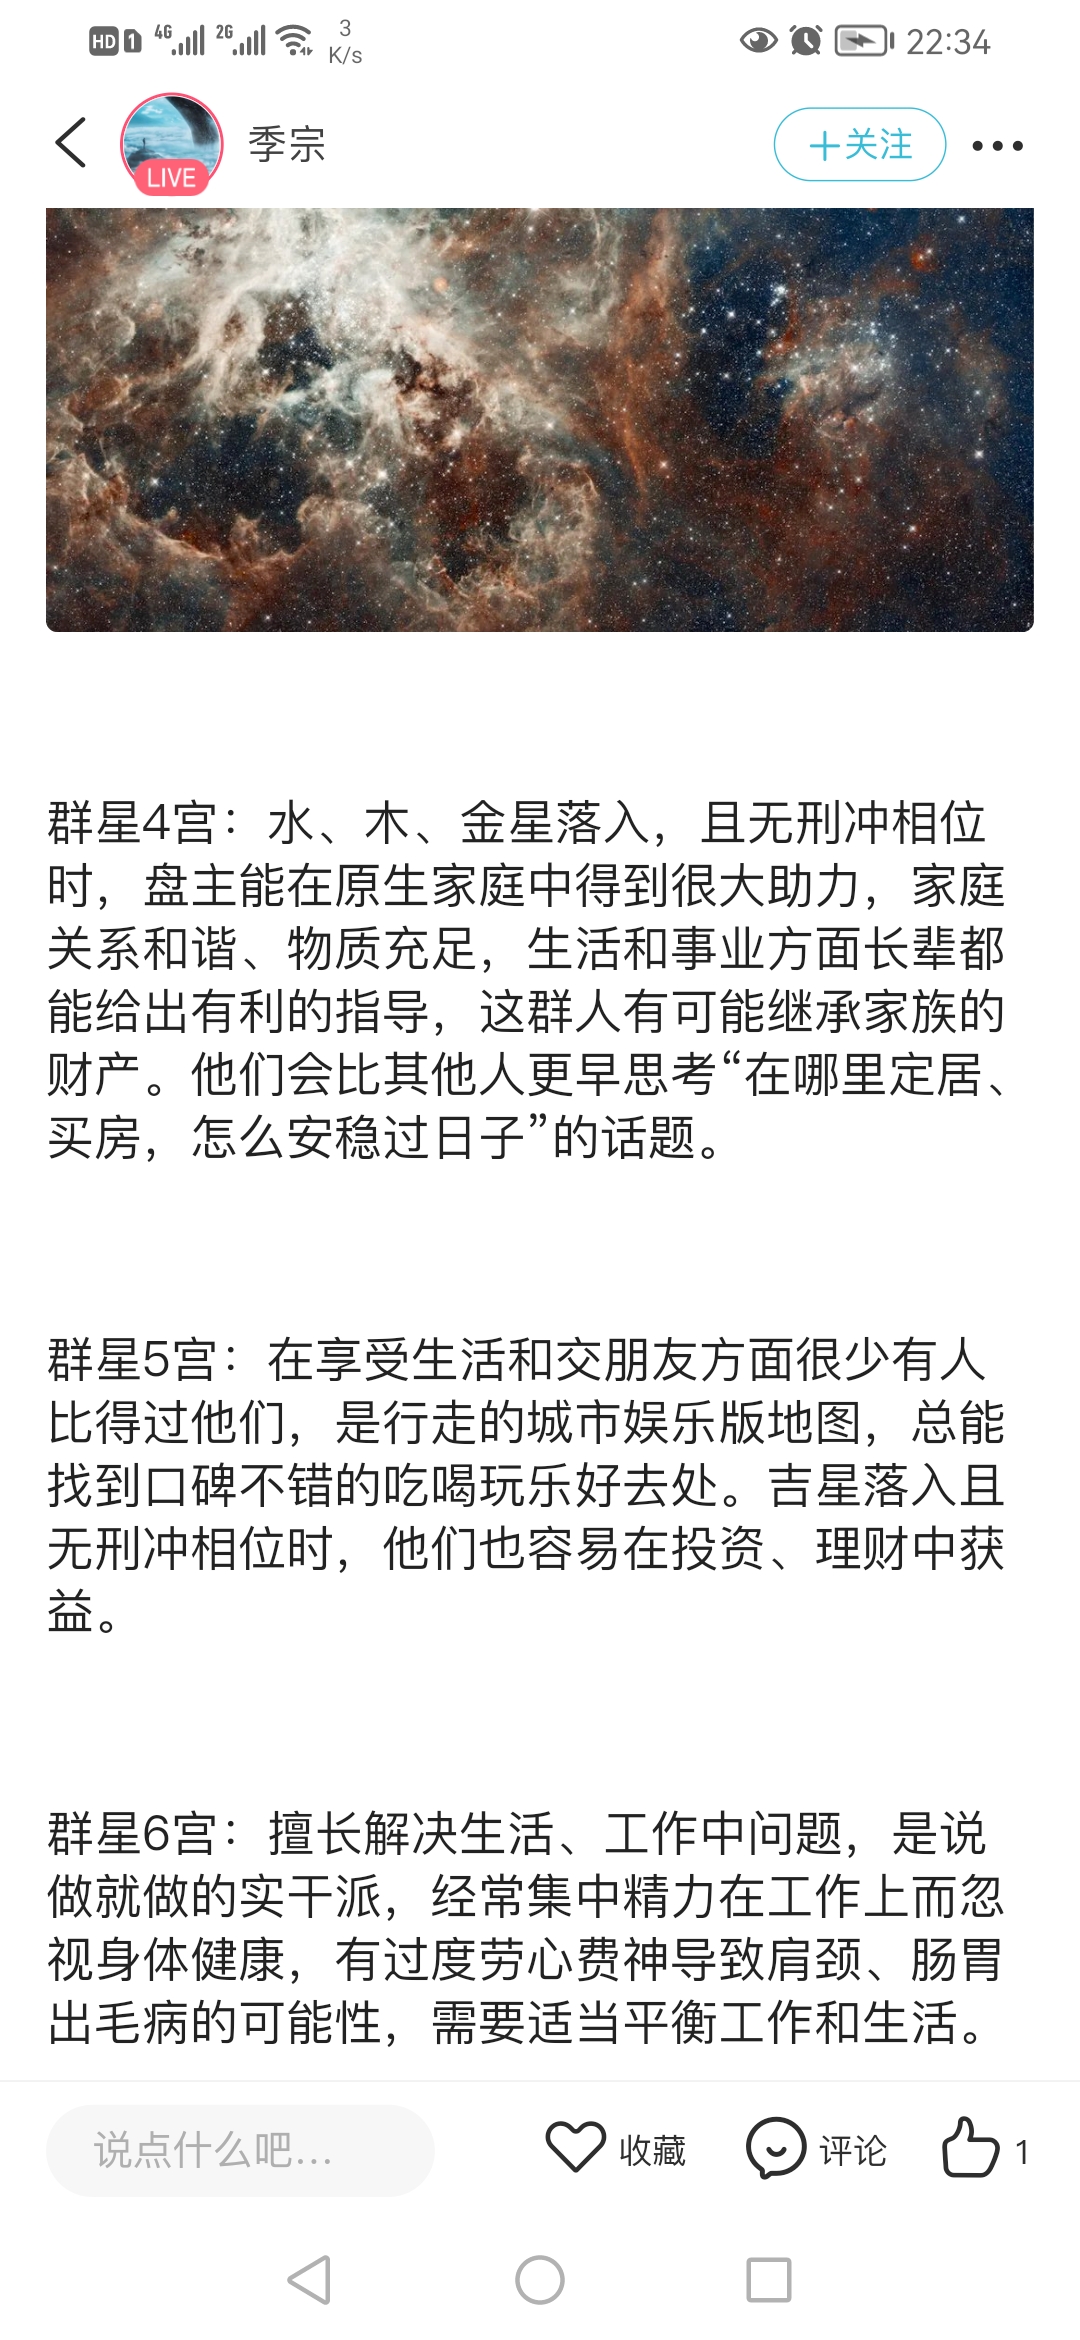 HD 1 4G 2G 3 K/s 22:34
季宗 +关注
LIVE
群星4宫：水、木、金星落入，且无刑冲相位
时，盘主能在原生家庭中得到很大助力，家庭
关系和谐、物质充足，生活和事业方面长辈都
能给出有利的指导，这群人有可能继承家族的
财产。他们会比其他人更早思考“在哪里定居、
买房，怎么安稳过日子”的话题。
群星5宫：在享受生活和交朋友方面很少有人
比得过他们，是行走的城市娱乐版地图，总能
找到口碑不错的吃喝玩乐好去处。吉星落入且
无刑冲相位时，他们也容易在投资、理财中获
益。
群星6宫：擅长解决生活、工作中问题，是说
做就做的实干派，经常集中精力在工作上而忽
视身体健康，有过度劳心费神导致肩颈、肠胃
出毛病的可能性，需要适当平衡工作和生活。
说点什么吧... 收藏 评论 1